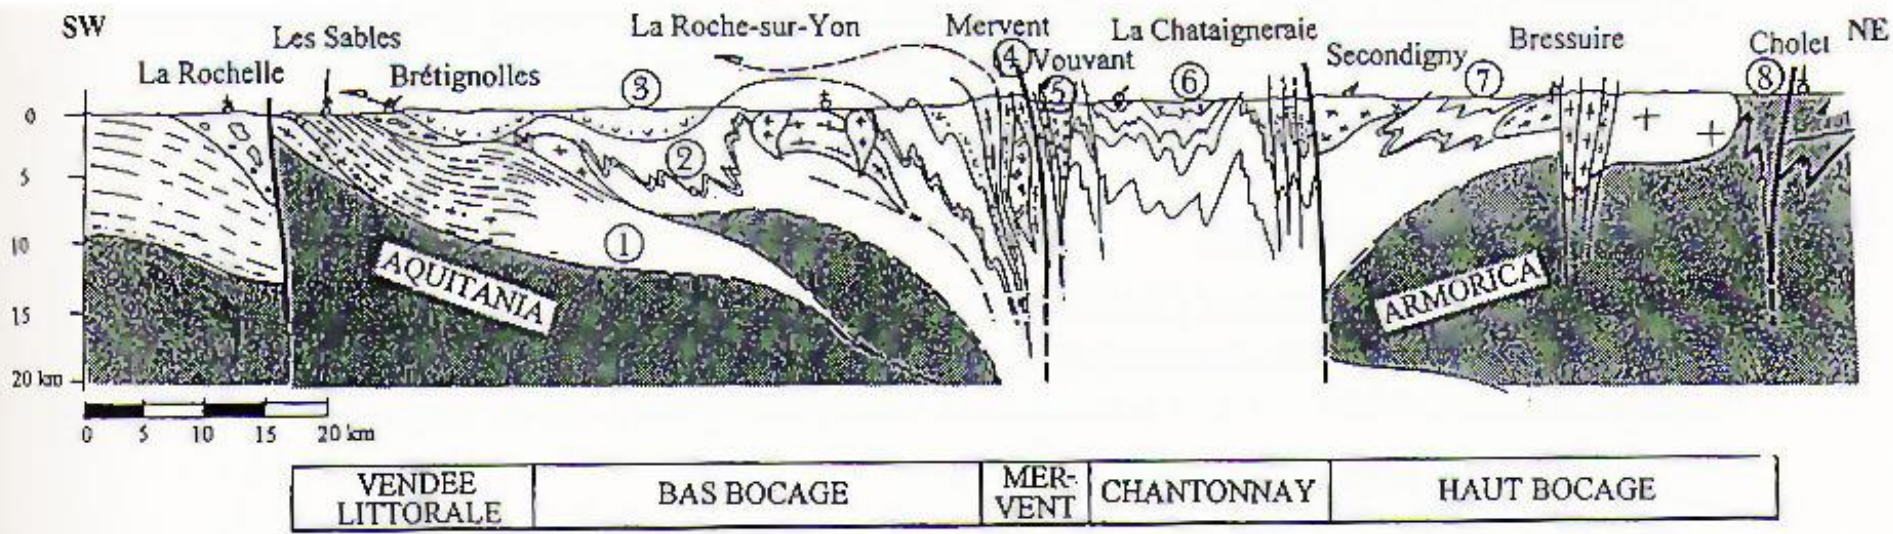 SW
NE
La Roche-sur-Yon
Mervent
La Chataigneraie
Les Sables
Bressuire
Cholet
Secondigny
La Rochelle
Brétignolles
Vouvant
③
④
⑤
⑥
⑦
⑧
②
①
0
5
10
15
20 km
AQUITANIA
ARMORICA
0 5 10 15 20 km
VENDEE
LITTORALE
BAS BOCAGE
MER-
VENT
CHANTONNAY
HAUT BOCAGE